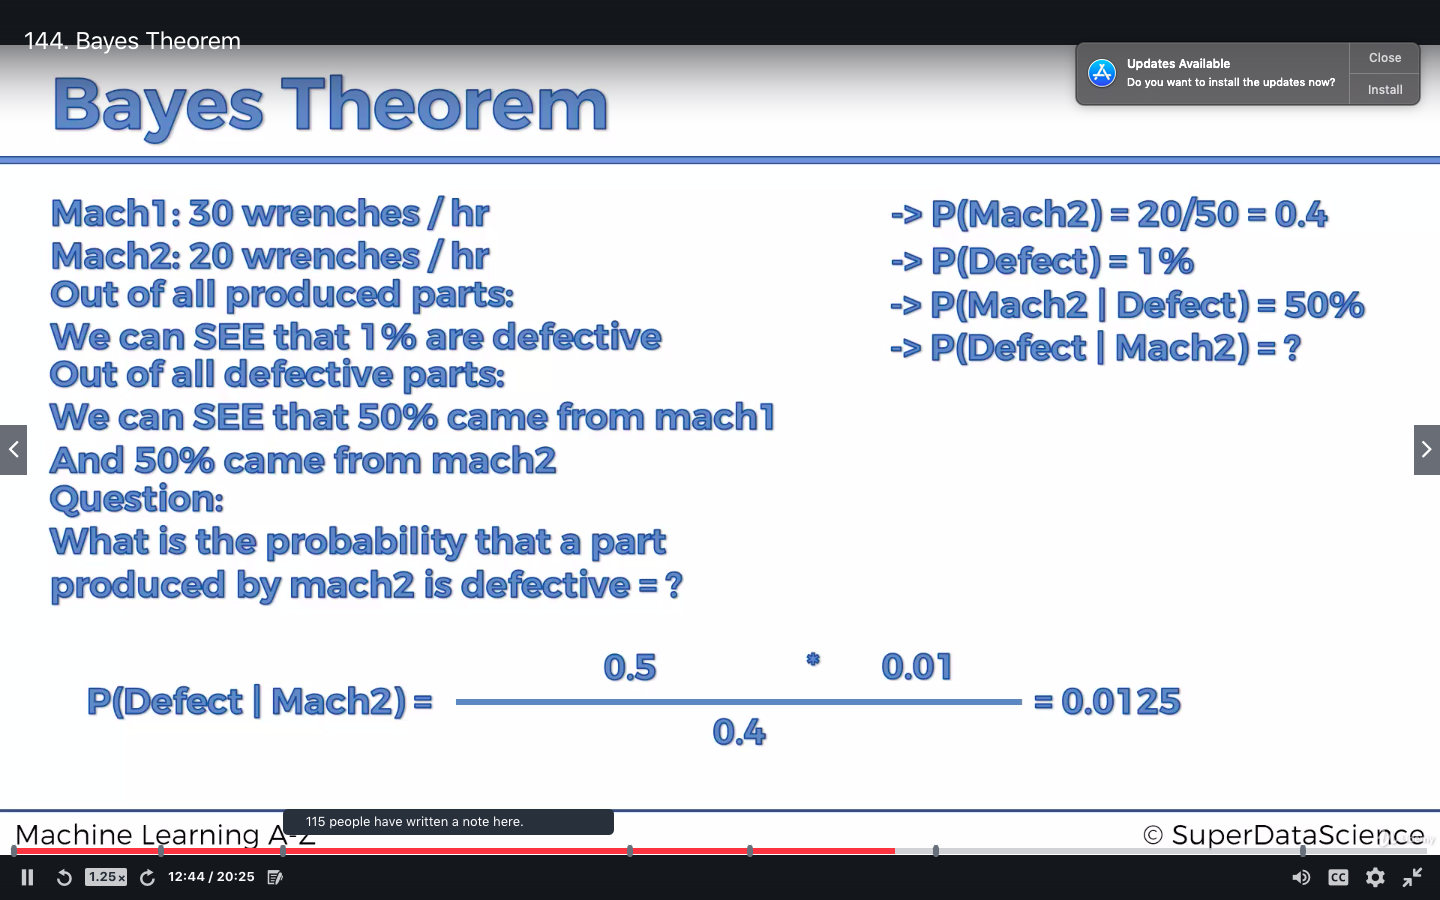 144. Bayes Theorem
Updates Available
Do you want to install the updates now?
Close
Install
Bayes Theorem
Mach1: 30 wrenches / hr
Mach2: 20 wrenches / hr
Out of all produced parts:
We can SEE that 1% are defective
Out of all defective parts:
We can SEE that 50% came from mach1
And 50% came from mach2
Question:
What is the probability that a part
produced by mach2 is defective = ?
-> P(Mach2) = 20/50 = 0.4
-> P(Defect) = 1%
-> P(Mach2 | Defect) = 50%
-> P(Defect | Mach2) = ?
0.5 * 0.01
P(Defect | Mach2) = = 0.0125
0.4
115 people have written a note here.
Machine Learning A-Z
© SuperDataScience
1.25x
12:44 / 20:25
CC